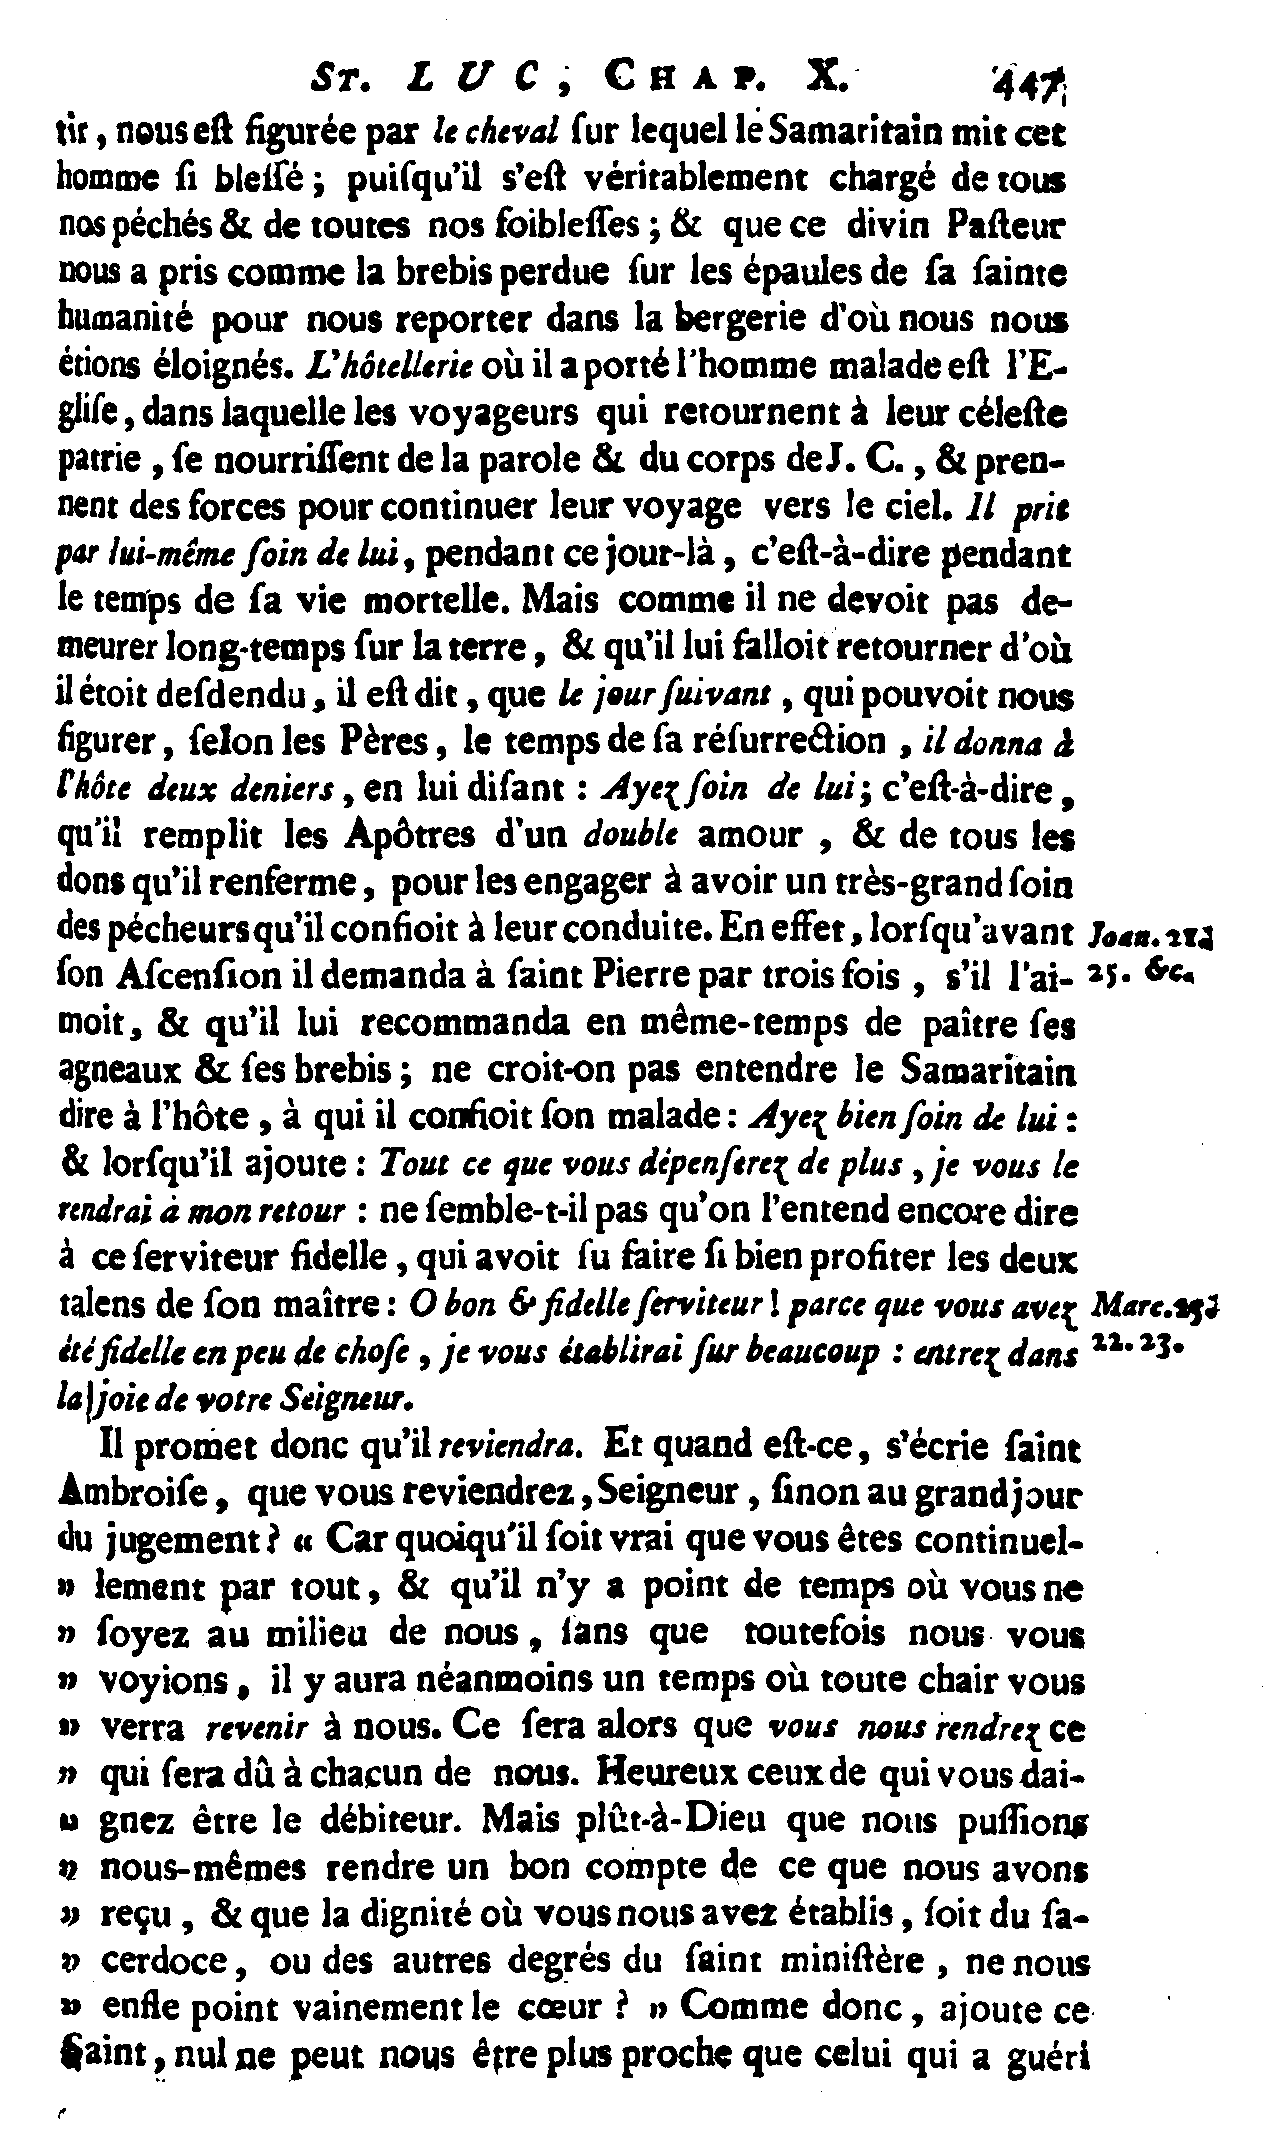 ST. LUC, CHAP. X. 447
tir, nous eſt figurée par le cheval ſur lequel le Samaritain mit cet
homme ſi bleſſé ; puiſqu'il s'eſt véritablement chargé de tous
nos péchés & de toutes nos foibleſſes ; & que ce divin Paſteur
nous a pris comme la brebis perdue ſur les épaules de ſa ſainte
humanité pour nous reporter dans la bergerie d'où nous nous
étions éloignés. L'hôtellerie où il a porté l'homme malade eſt l'E-
gliſe, dans laquelle les voyageurs qui retournent à leur céleſte
patrie, ſe nourriſſent de la parole & du corps de J. C., & pren-
nent des forces pour continuer leur voyage vers le ciel. Il prit
par lui-même ſoin de lui, pendant ce jour-là, c'eſt-à-dire pendant
le temps de ſa vie mortelle. Mais comme il ne devoit pas de-
meurer long-temps ſur la terre, & qu'il lui falloit retourner d'où
il étoit deſdendu, il eſt dit, que le jour ſuivant, qui pouvoit nous
figurer, ſelon les Pères, le temps de ſa réſurrection, il donna à
l'hôte deux deniers, en lui diſant : Ayez ſoin de lui ; c'eſt-à-dire,
qu'il remplit les Apôtres d'un double amour, & de tous les
dons qu'il renferme, pour les engager à avoir un très-grand ſoin
des pécheurs qu'il confioit à leur conduite. En effet, lorſqu'avant Joan.
ſon Aſcenſion il demanda à ſaint Pierre par trois fois, s'il l'ai- 25. &c.
moit, & qu'il lui recommanda en même-temps de paître ſes
agneaux & ſes brebis ; ne croit-on pas entendre le Samaritain
dire à l'hôte, à qui il confioit ſon malade : Ayez bien ſoin de lui :
& lorſqu'il ajoute : Tout ce que vous dépenſerez de plus, je vous le
rendrai à mon retour : ne ſemble-t-il pas qu'on l'entend encore dire
à ce ſerviteur fidelle, qui avoit ſu faire ſi bien profiter les deux
talens de ſon maître : O bon & fidelle ſerviteur ! parce que vous avez Marc.
été fidelle en peu de choſe, je vous établirai ſur beaucoup : entrez dans 22. 23.
la joie de votre Seigneur.
Il promet donc qu'il reviendra. Et quand eſt-ce, s'écrie ſaint
Ambroiſe, que vous reviendrez, Seigneur, ſinon au grand jour
du jugement ? « Car quoiqu'il ſoit vrai que vous êtes continuel-
» lement par tout, & qu'il n'y a point de temps où vous ne
» ſoyez au milieu de nous, ſans que toutefois nous vous
» voyions, il y aura néanmoins un temps où toute chair vous
» verra revenir à nous. Ce ſera alors que vous nous rendrez ce
» qui ſera dû à chacun de nous. Heureux ceux de qui vous dai-
» gnez être le débiteur. Mais plût-à-Dieu que nous puſſions
» nous-mêmes rendre un bon compte de ce que nous avons
» reçu, & que la dignité où vous nous avez établis, ſoit du ſa-
» cerdoce, ou des autres degrés du ſaint miniſtère, ne nous
» enfle point vainement le cœur ? » Comme donc, ajoute ce
Saint, nul ne peut nous être plus proche que celui qui a guéri